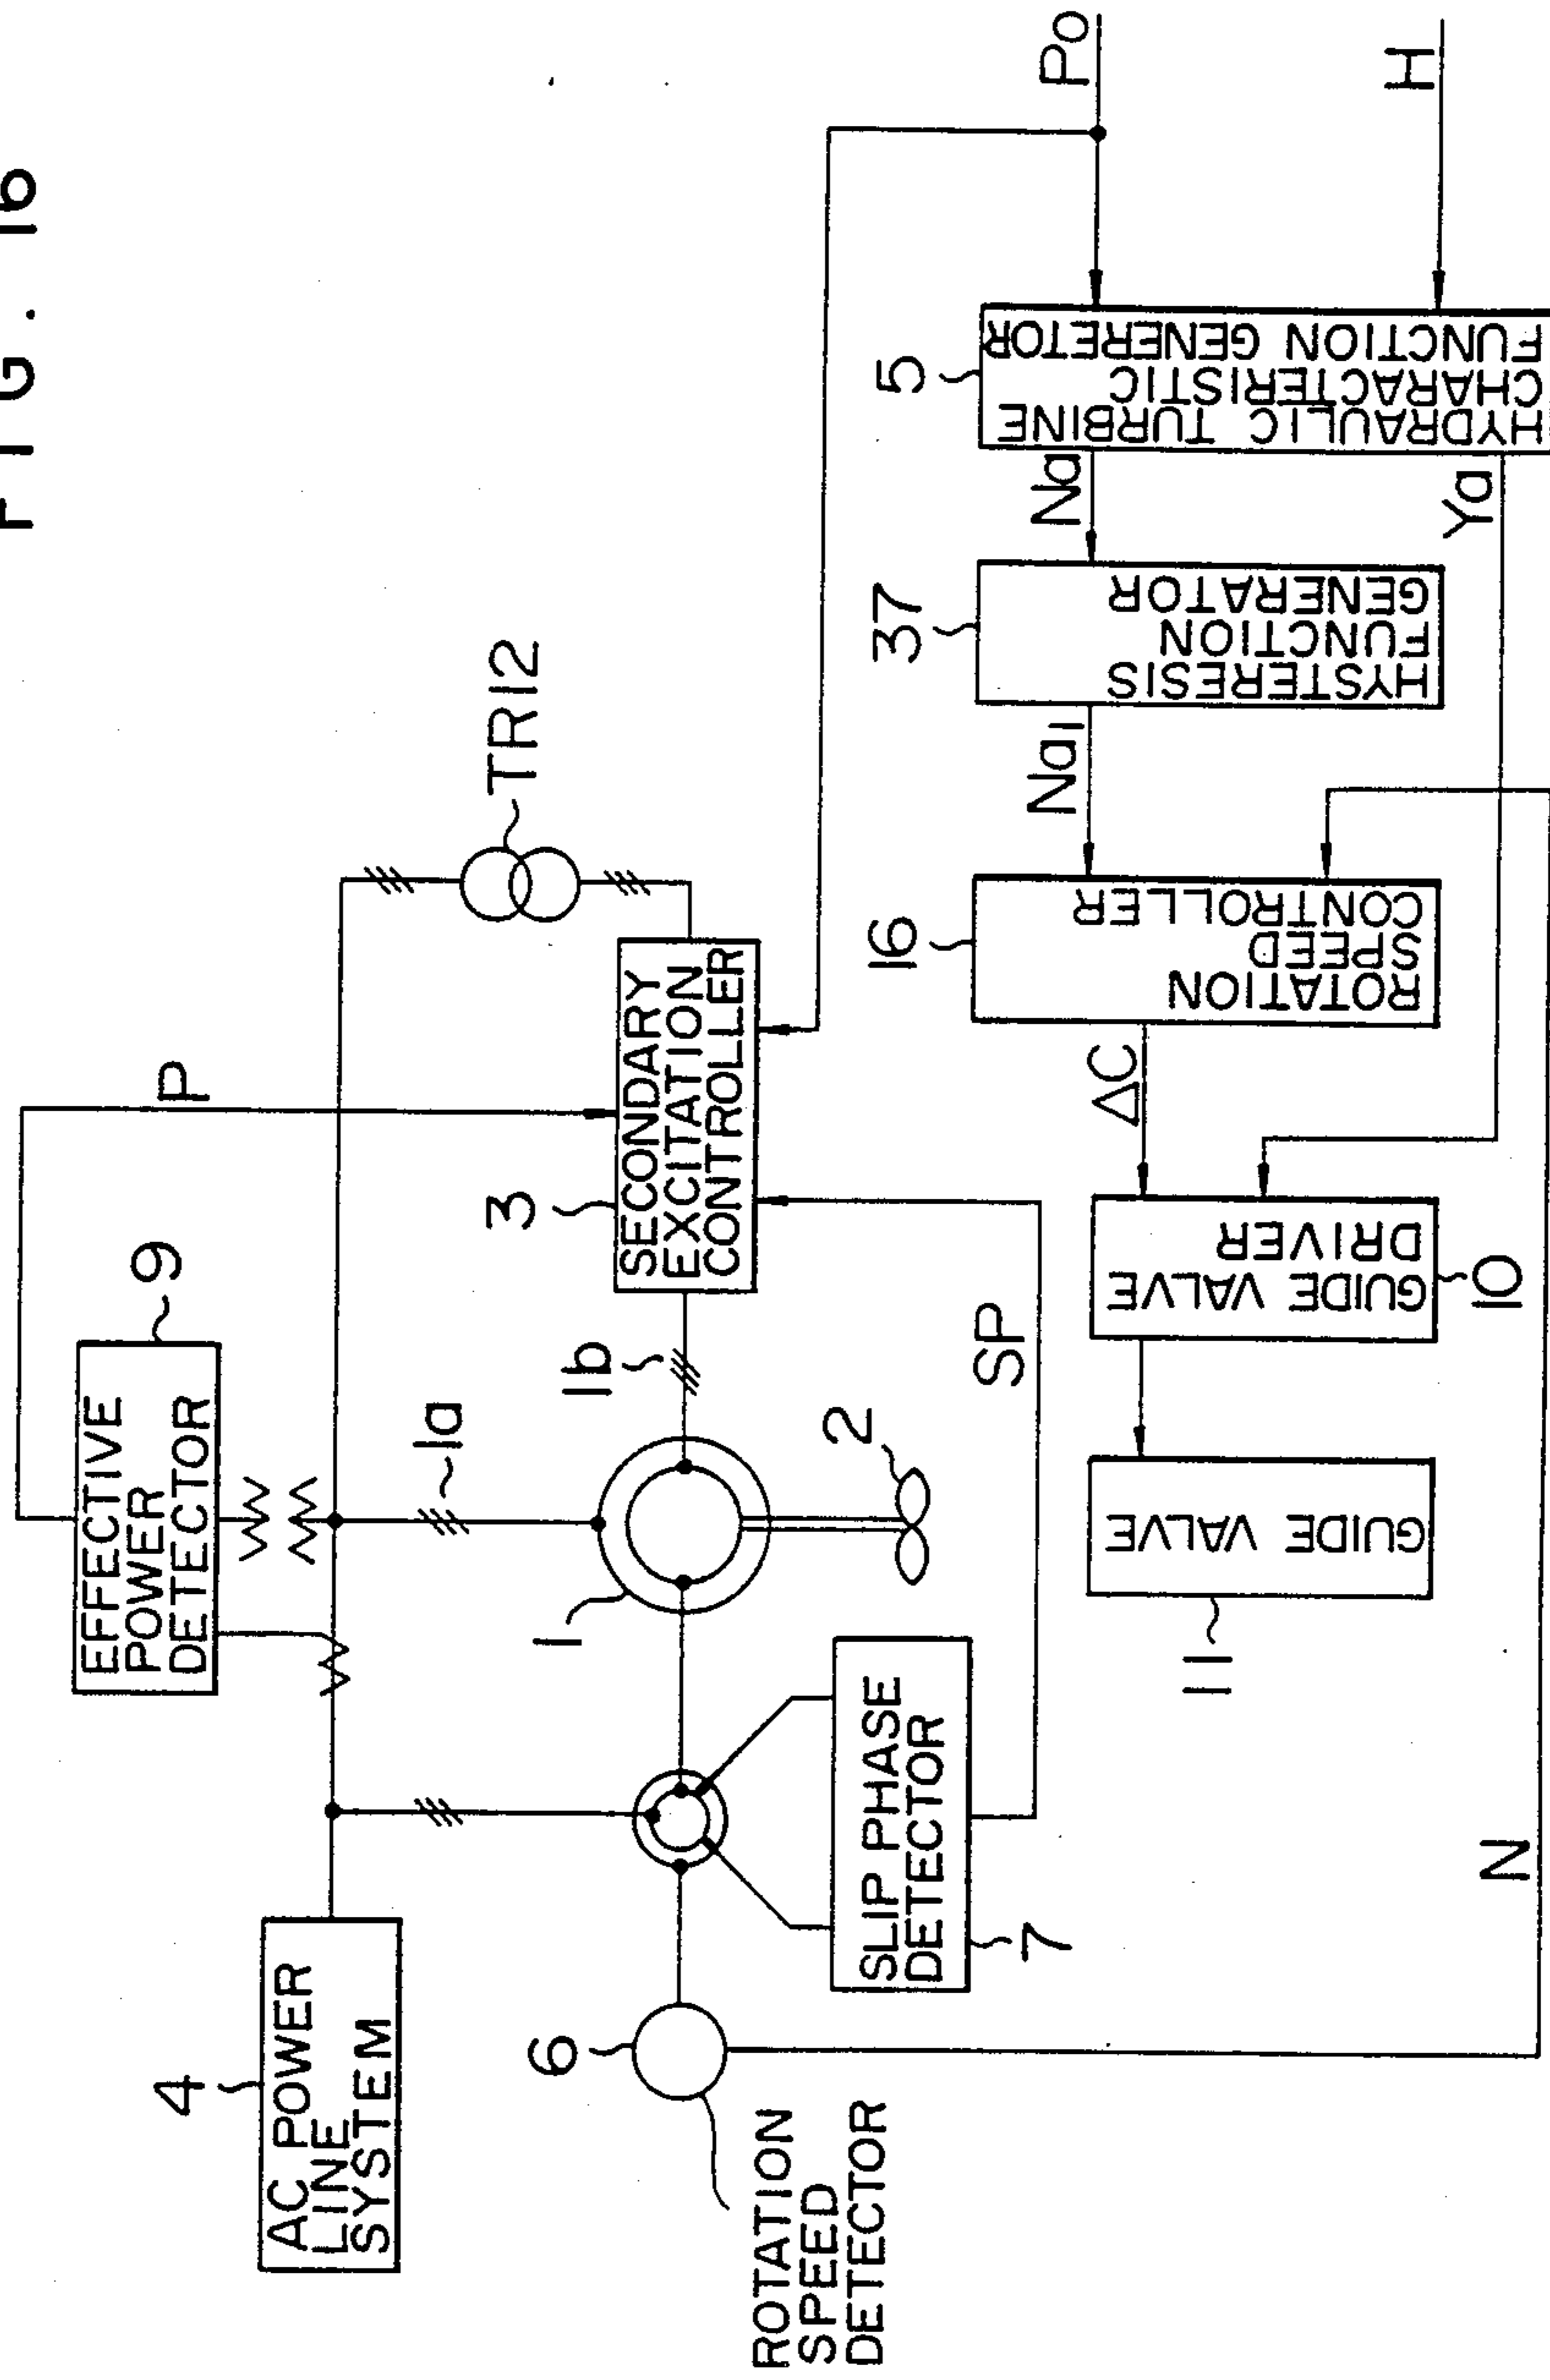 FIG. 16
4
AC POWER
LINE
SYSTEM
EFFECTIVE
POWER
DETECTOR
9
P
1a
TR12
6
ROTATION
SPEED
DETECTOR
1
1b
3
SECONDARY
EXCITATION
CONTROLLER
2
SLIP PHASE
DETECTOR
7
SP
11
GUIDE VALVE
GUIDE VALVE
DRIVER
10
ΔC
16
ROTATION
SPEED
CONTROLLER
Na1
37
HYSTERESIS
FUNCTION
GENERATOR
Na
5
HYDRAULIC TURBINE
CHARACTERISTIC
FUNCTION GENERETOR
Po
H
Ya
N